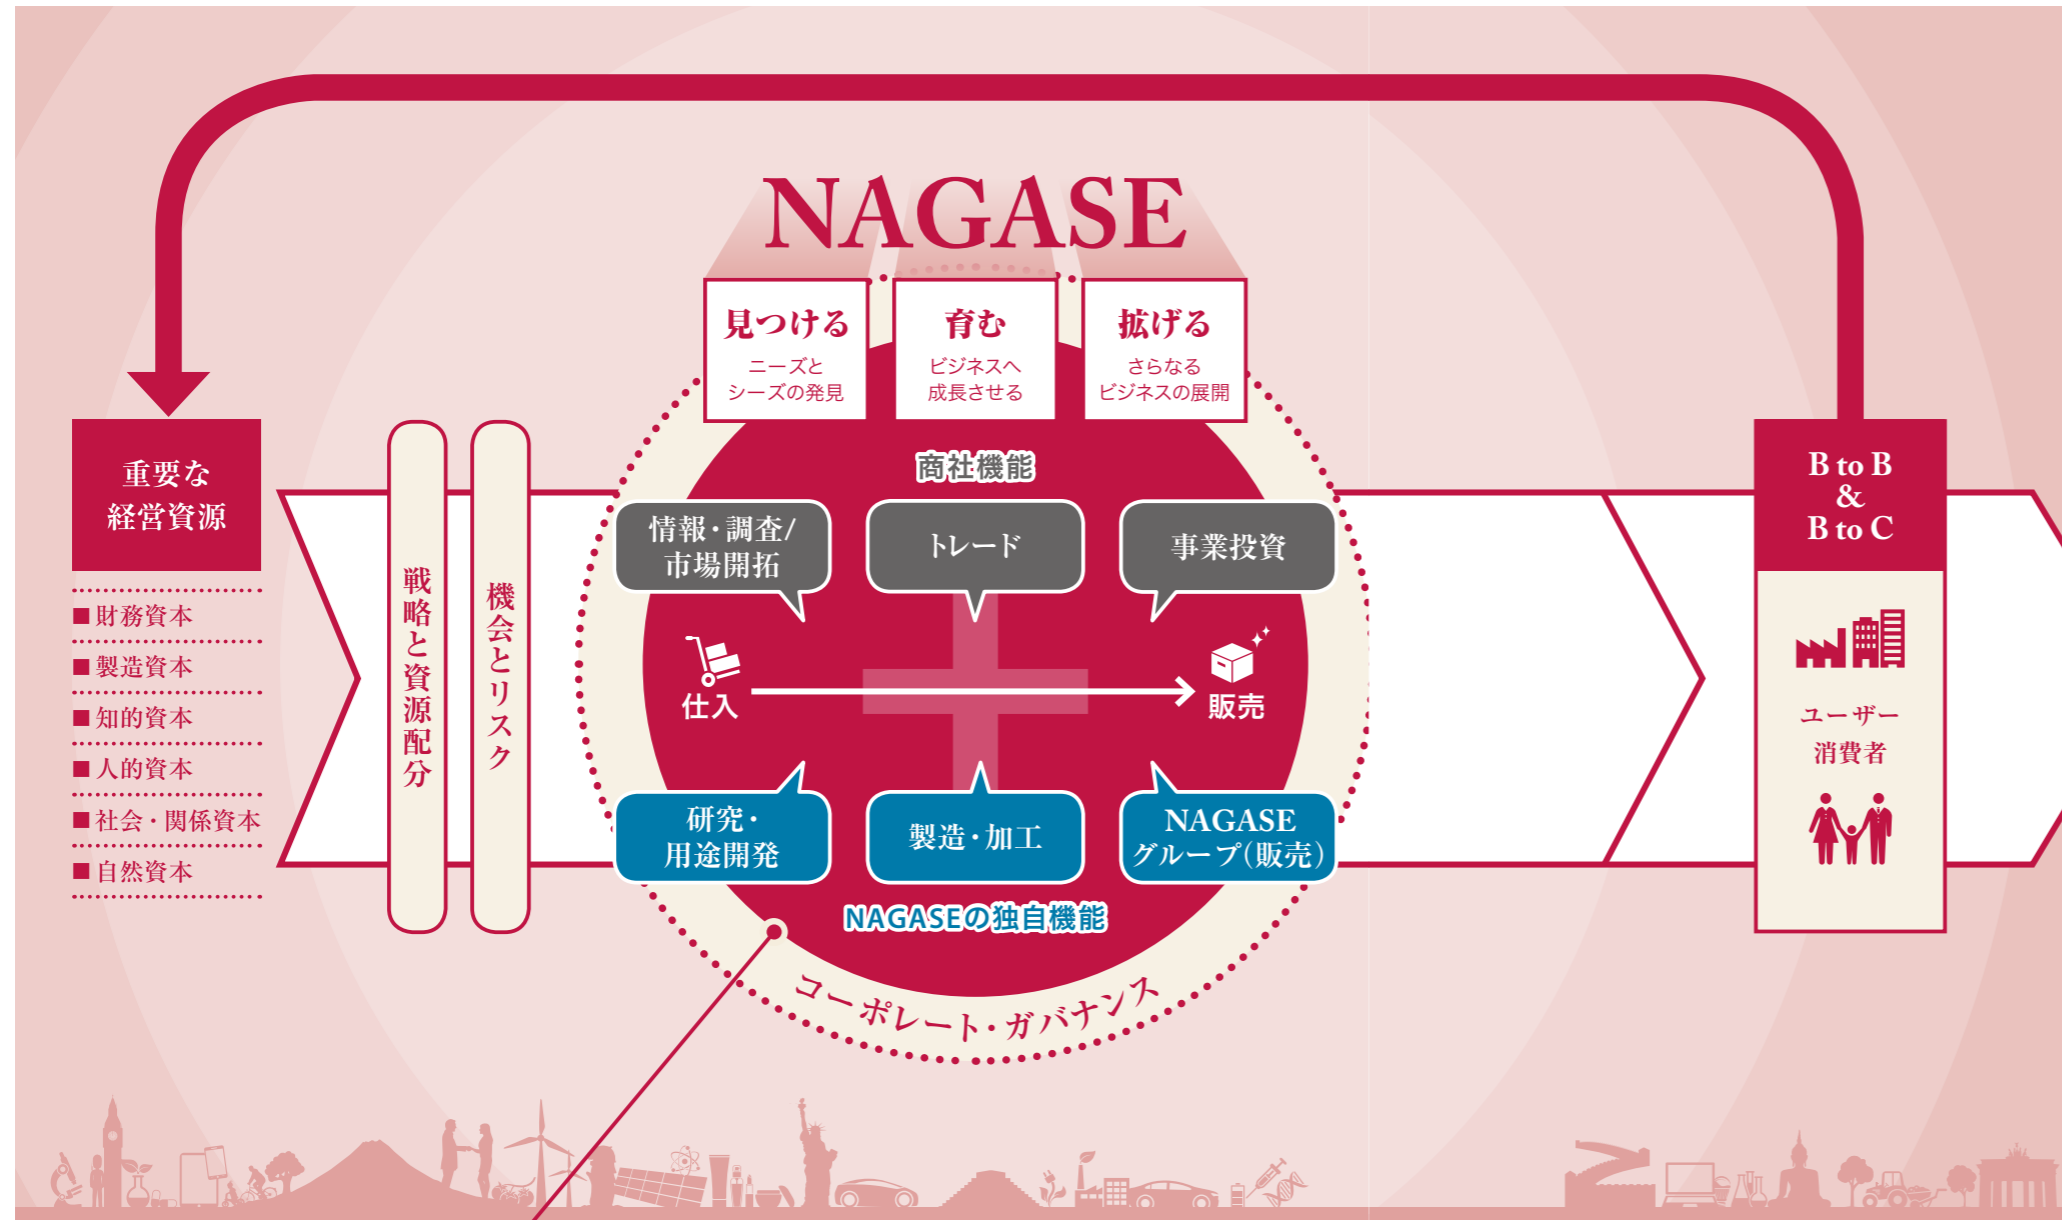 NAGASE
見つける
ニーズと
シーズの発見
育む
ビジネスへ
成長させる
拡げる
さらなる
ビジネスの展開
重要な
経営資源
■財務資本
■製造資本
■知的資本
■人的資本
■社会・関係資本
■自然資本
戦略と資源配分
機会とリスク
商社機能
情報・調査/
市場開拓
トレード
事業投資
仕入
販売
研究・
用途開発
製造・加工
NAGASE
グループ(販売)
NAGASEの独自機能
コーポレート・ガバナンス
B to B
&
B to C
ユーザー
消費者